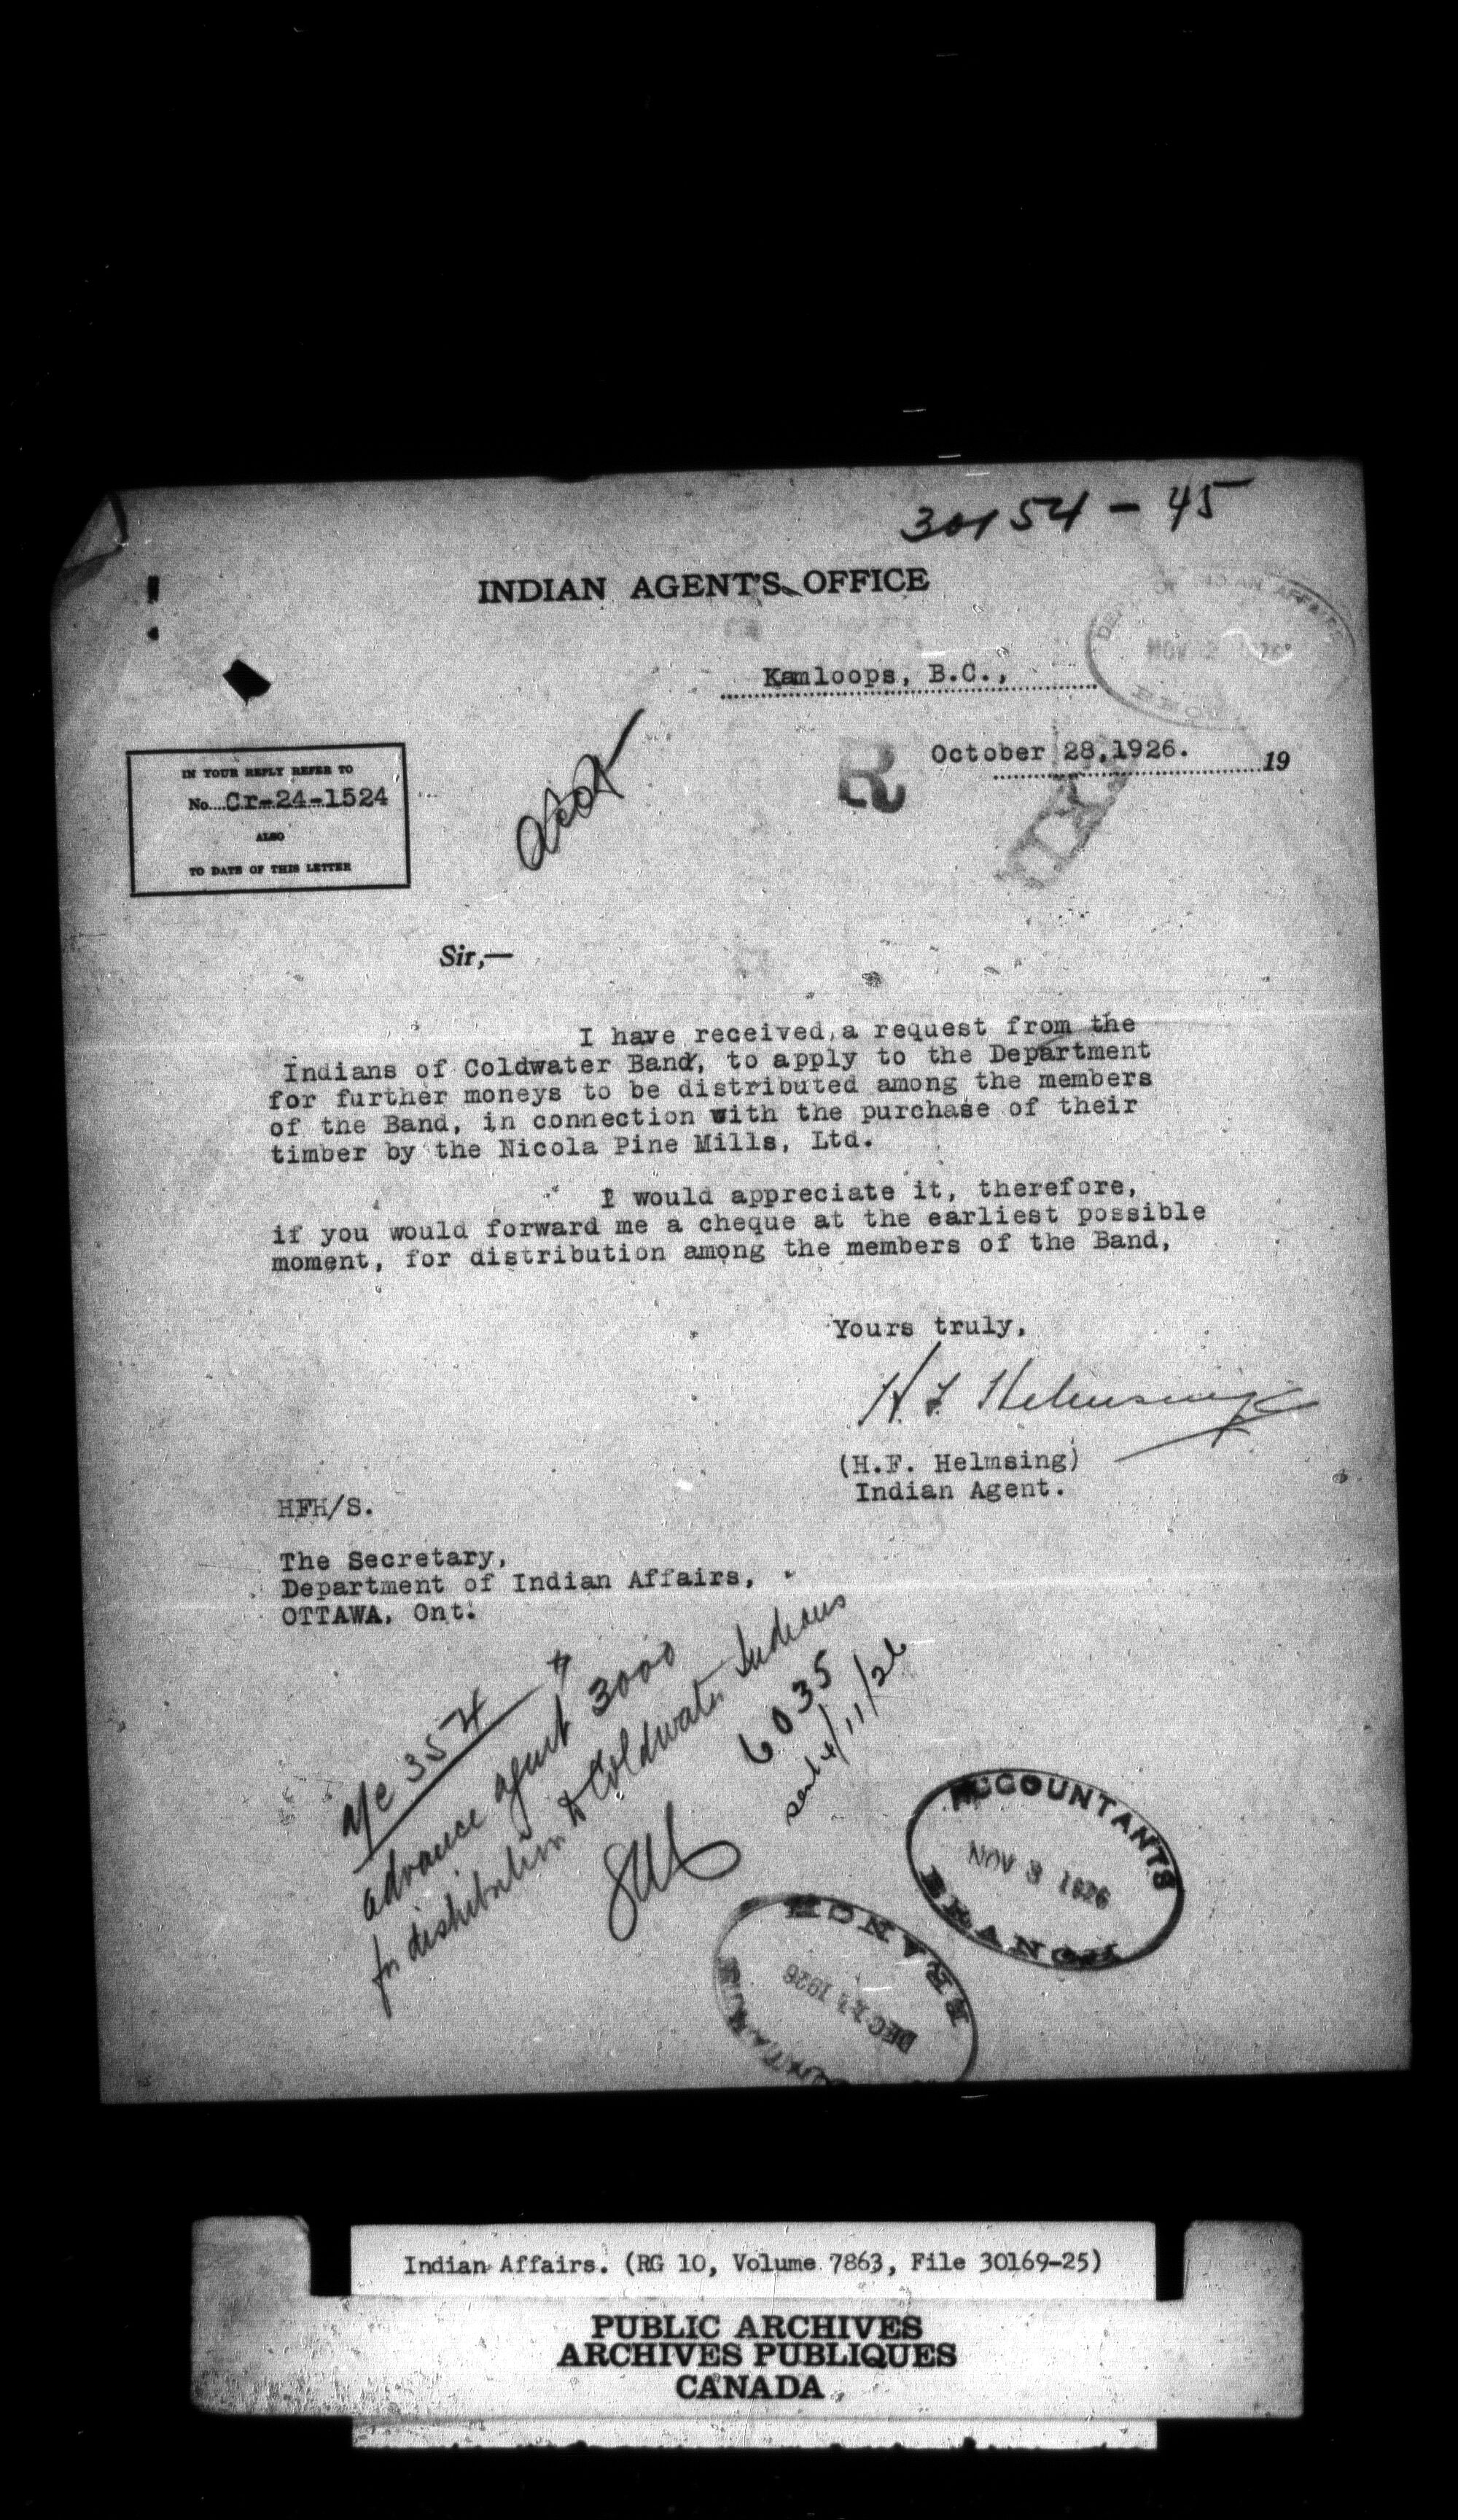 30154-45
INDIAN AGENT'S OFFICE
Kamloops, B.C.,
October 28,1926. 19
R
IN YOUR REPLY REFER TO
No. Cr-24-1524
ALSO
TO DATE OF THIS LETTER
Sir,—
I have received,a request from the
Indians of Coldwater Band, to apply to the Department
for further moneys to be distributed among the members
of the Band, in connection with the purchase of their
timber by the Nicola Pine Mills, Ltd.
I would appreciate it, therefore,
if you would forward me a cheque at the earliest possible
moment, for distribution among the members of the Band,
Yours truly,
H. F. Helmsing
(H.F. Helmsing)
Indian Agent.
HFH/S.
The Secretary,
Department of Indian Affairs,
OTTAWA, Ont.
a/c 354
advance agent 3000
for distribution to Coldwater Indians
6035
sent 4/11/26
ACCOUNTANTS
NOV 3 1926
BRANCH
BRANCH
DEC 1926
Indian Affairs. (RG 10, Volume 7863, File 30169-25)
PUBLIC ARCHIVES
ARCHIVES PUBLIQUES
CANADA